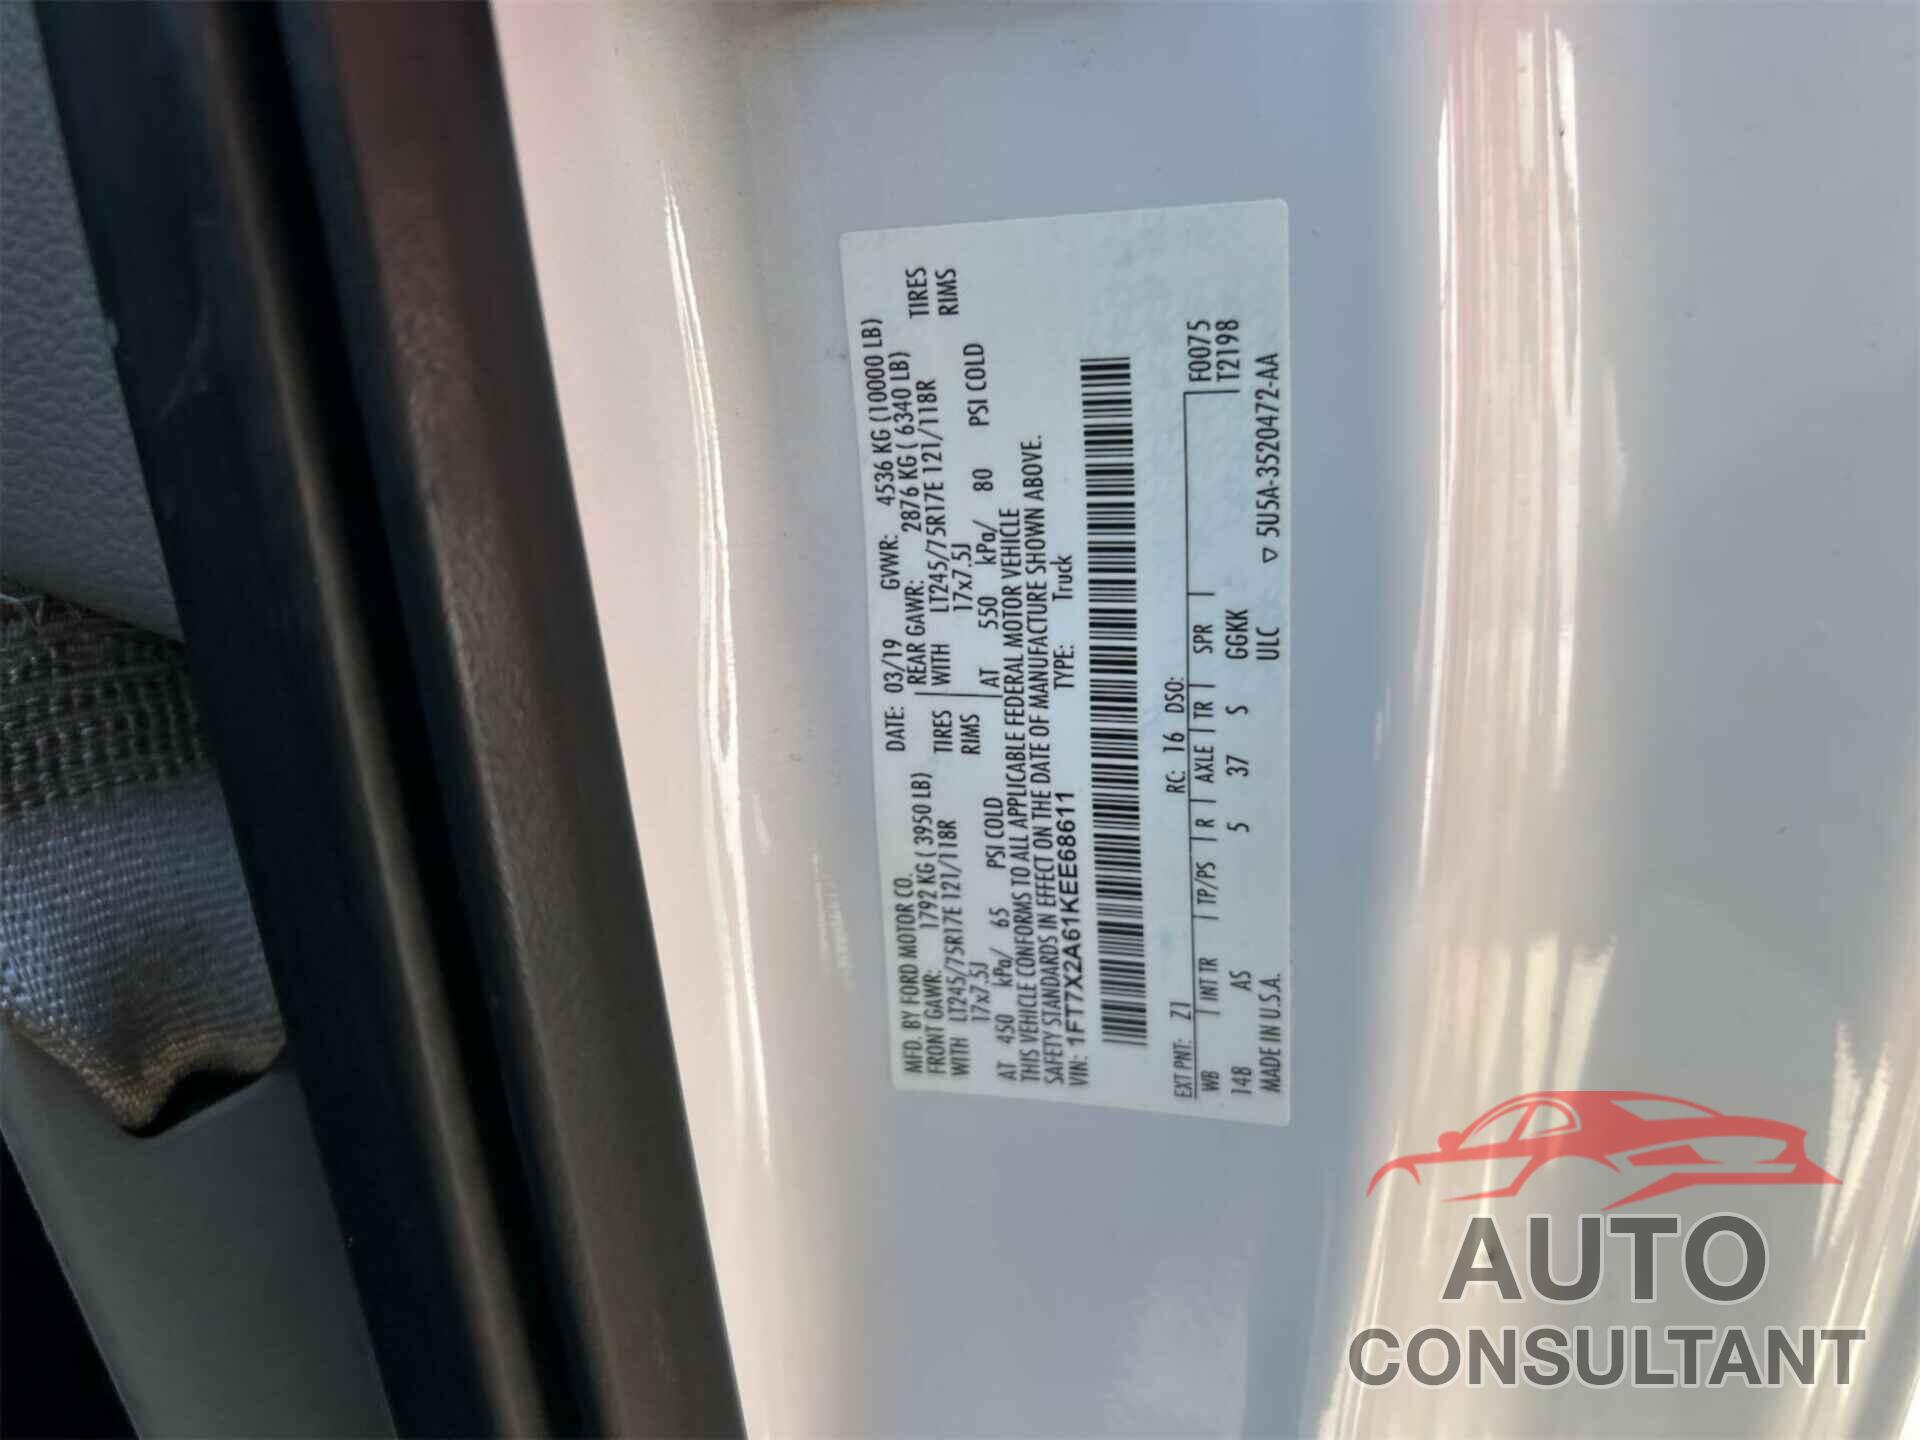 MFD. BY FORD MOTOR CO.
DATE: 03/19 GVWR: 4536 KG (10000 LB)
FRONT GAWR: 1792 KG ( 3950 LB) REAR GAWR: 2876 KG ( 6340 LB)
WITH LT245/75R17E 121/118R TIRES WITH LT245/75R17E 121/118R TIRES
17x7.5J RIMS 17x7.5J RIMS
AT 450 kPa/ 65 PSI COLD AT 550 kPa/ 80 PSI COLD
THIS VEHICLE CONFORMS TO ALL APPLICABLE FEDERAL MOTOR VEHICLE
SAFETY STANDARDS IN EFFECT ON THE DATE OF MANUFACTURE SHOWN ABOVE.
VIN: 1FT7X2A61KEE68611 TYPE: Truck
EXT PNT: Z1 RC: 16 DSO: F0075
WB INT TR TP/PS R AXLE TR SPR T2198
148 AS 5 37 S GGKK
MADE IN U.S.A. ULC ▽ 5U5A-3520472-AA
AUTO
CONSULTANT